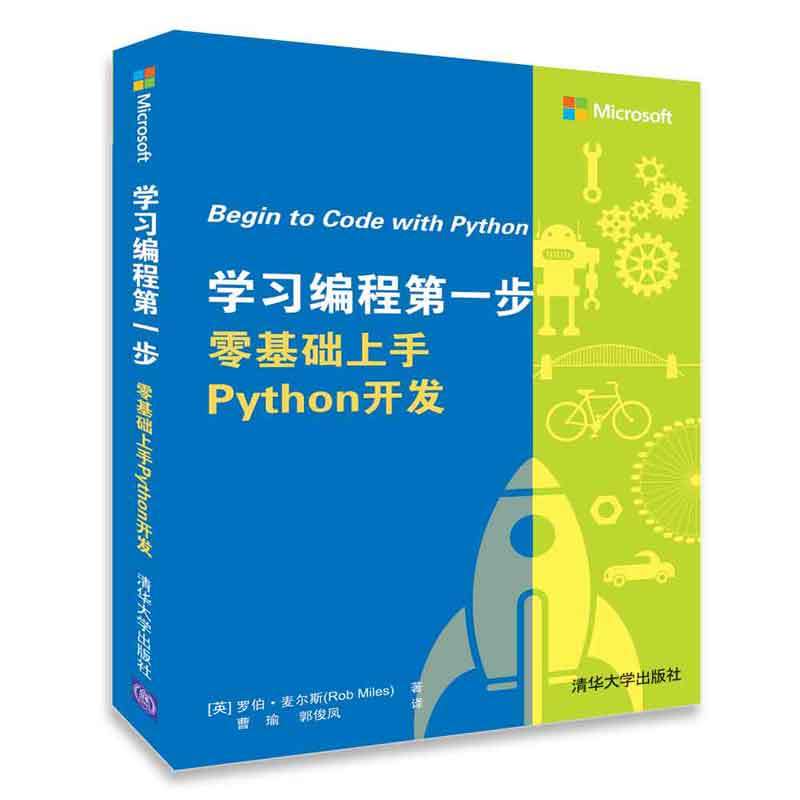 Microsoft
学习编程第一步
零基础上手Python开发
清华大学出版社
Microsoft
Begin to Code with Python
学习编程第一步
零基础上手
Python开发
[英] 罗伯·麦尔斯(Rob Miles) 著
曹 瑜 郭俊凤 译
清华大学出版社